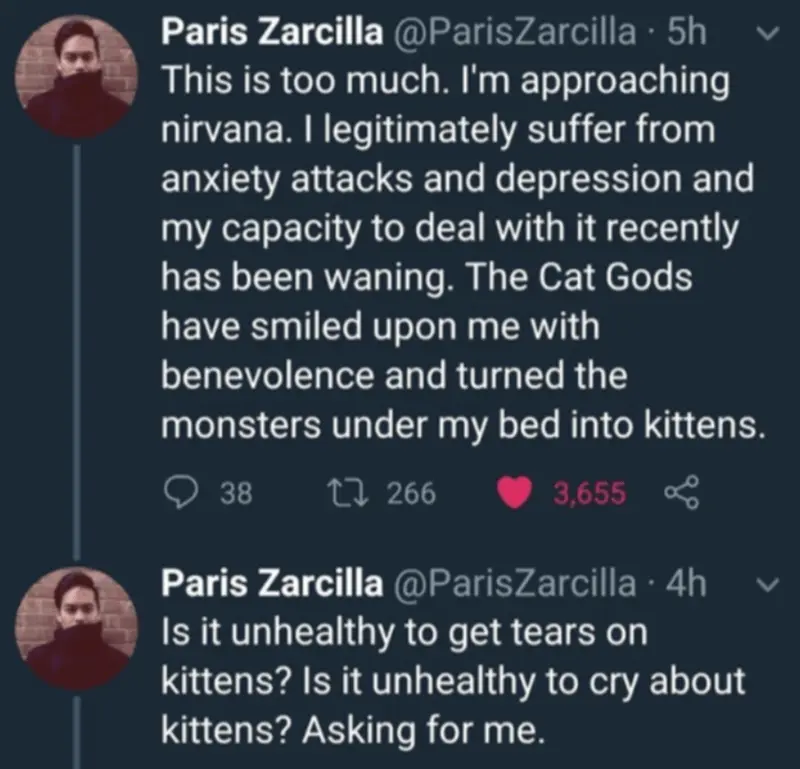 Paris Zarcilla @ParisZarcilla · 5h
This is too much. I'm approaching
nirvana. I legitimately suffer from
anxiety attacks and depression and
my capacity to deal with it recently
has been waning. The Cat Gods
have smiled upon me with
benevolence and turned the
monsters under my bed into kittens.
38 266 3,655
Paris Zarcilla @ParisZarcilla · 4h
Is it unhealthy to get tears on
kittens? Is it unhealthy to cry about
kittens? Asking for me.